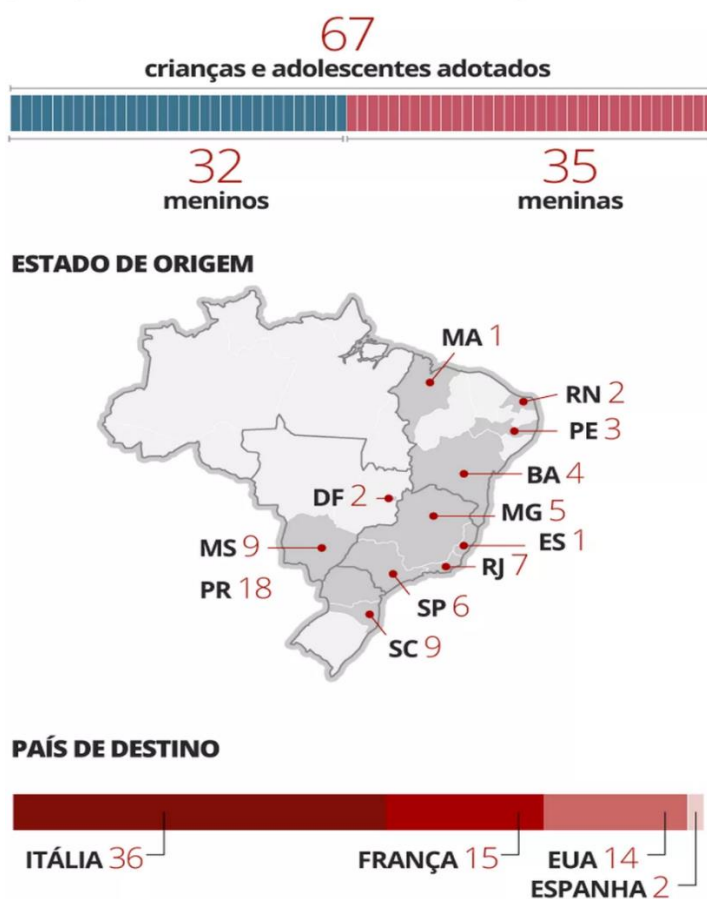 67
crianças e adolescentes adotados
32
meninos
35
meninas
ESTADO DE ORIGEM
MA 1
RN 2
PE 3
BA 4
DF 2
MG 5
ES 1
MS 9
RJ 7
PR 18
SP 6
SC 9
PAÍS DE DESTINO
ITÁLIA 36
FRANÇA 15
EUA 14
ESPANHA 2